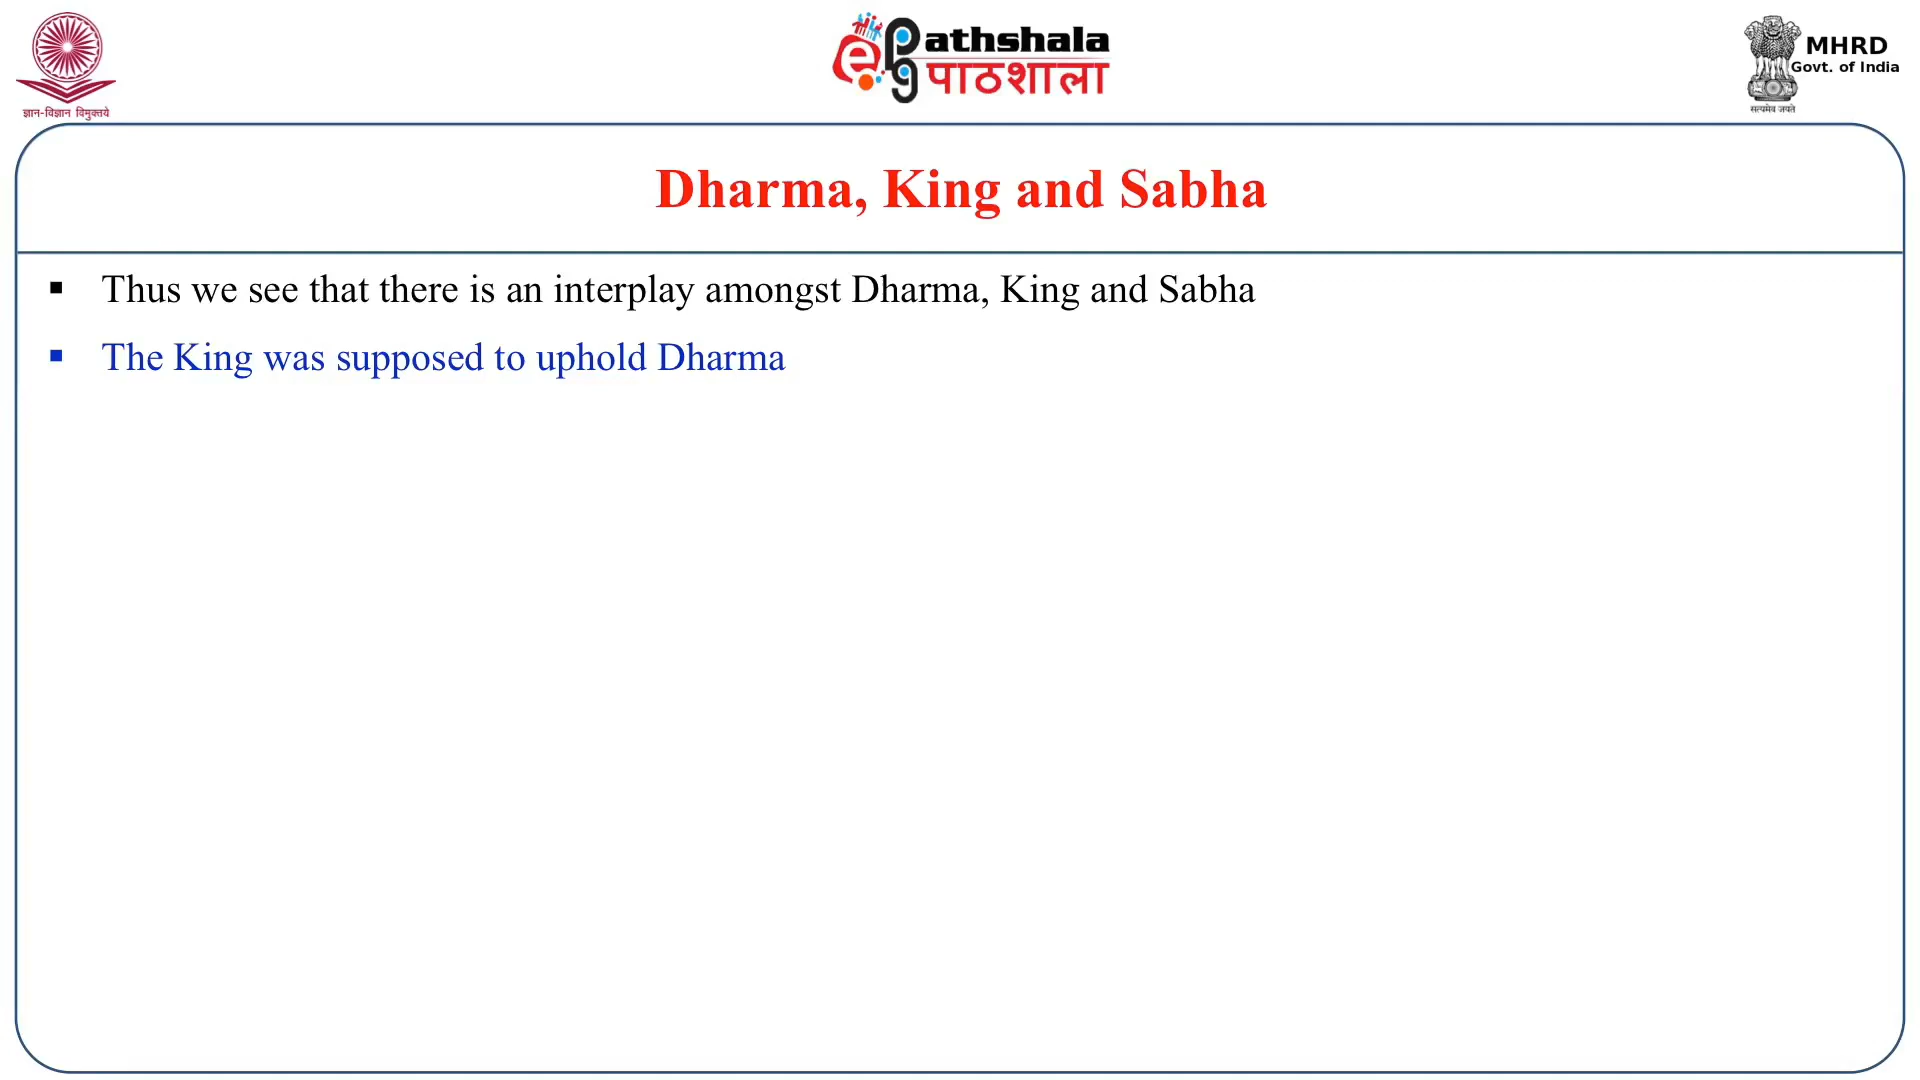 ज्ञान-विज्ञान विमुक्तये
e Pathshala
पाठशाला
MHRD
Govt. of India
सत्यमेव जयते
Dharma, King and Sabha
▪ Thus we see that there is an interplay amongst Dharma, King and Sabha
▪ The King was supposed to uphold Dharma